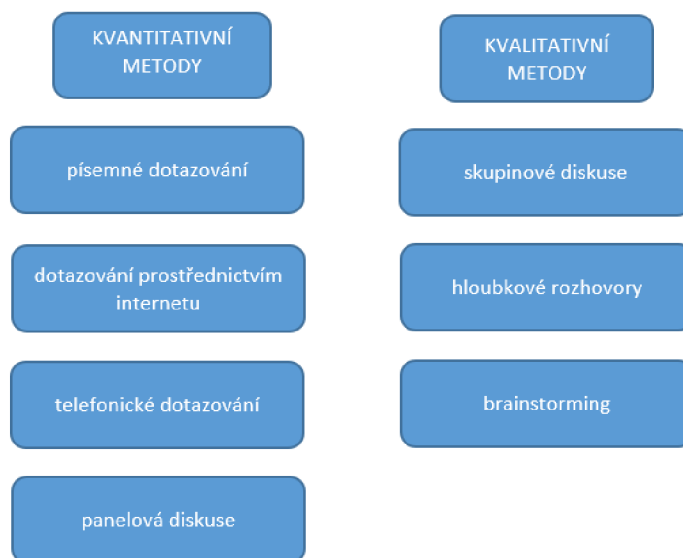 KVANTITATIVNÍ
METODY
písemné dotazování
dotazování prostřednictvím
internetu
telefonické dotazování
panelová diskuse
KVALITATIVNÍ
METODY
skupinové diskuse
hloubkové rozhovory
brainstorming